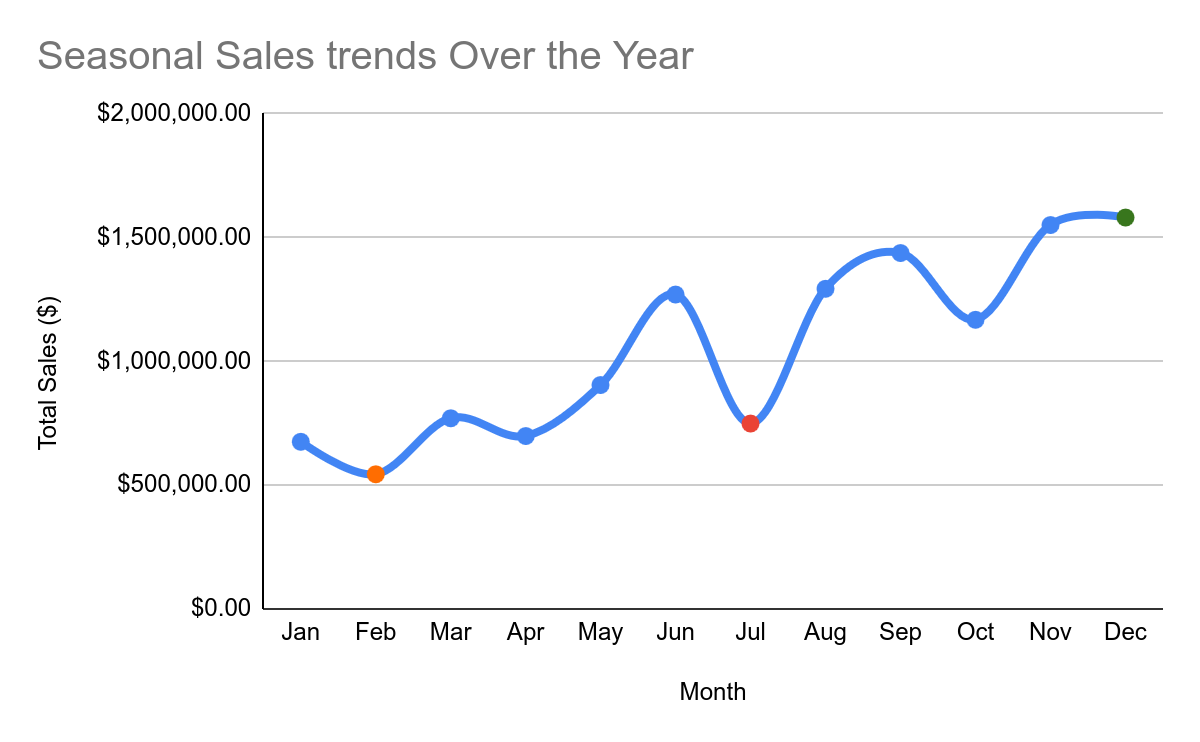 Seasonal Sales trends Over the Year
$2,000,000.00
$1,500,000.00
$1,000,000.00
$500,000.00
$0.00
Total Sales ($)
Jan Feb Mar Apr May Jun Jul Aug Sep Oct Nov Dec
Month